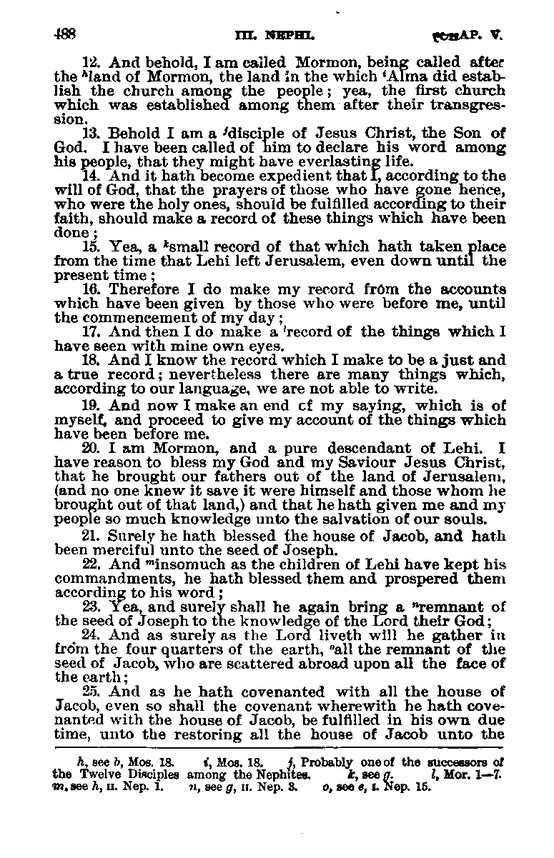 488 III. NEPHI. [CHAP. V.
12. And behold, I am called Mormon, being called after
the ʰland of Mormon, the land in the which ⁱAlma did estab-
lish the church among the people; yea, the first church
which was established among them after their transgres-
sion.
13. Behold I am a ʲdisciple of Jesus Christ, the Son of
God. I have been called of him to declare his word among
his people, that they might have everlasting life.
14. And it hath become expedient that I, according to the
will of God, that the prayers of those who have gone hence,
who were the holy ones, should be fulfilled according to their
faith, should make a record of these things which have been
done;
15. Yea, a ᵏsmall record of that which hath taken place
from the time that Lehi left Jerusalem, even down until the
present time;
16. Therefore I do make my record from the accounts
which have been given by those who were before me, until
the commencement of my day;
17. And then I do make a ˡrecord of the things which I
have seen with mine own eyes.
18. And I know the record which I make to be a just and
a true record; nevertheless there are many things which,
according to our language, we are not able to write.
19. And now I make an end of my saying, which is of
myself, and proceed to give my account of the things which
have been before me.
20. I am Mormon, and a pure descendant of Lehi. I
have reason to bless my God and my Saviour Jesus Christ,
that he brought our fathers out of the land of Jerusalem,
(and no one knew it save it were himself and those whom he
brought out of that land,) and that he hath given me and my
people so much knowledge unto the salvation of our souls.
21. Surely he hath blessed the house of Jacob, and hath
been merciful unto the seed of Joseph.
22. And ᵐinsomuch as the children of Lehi have kept his
commandments, he hath blessed them and prospered them
according to his word;
23. Yea, and surely shall he again bring a ⁿremnant of
the seed of Joseph to the knowledge of the Lord their God;
24. And as surely as the Lord liveth will he gather in
from the four quarters of the earth, ᵒall the remnant of the
seed of Jacob, who are scattered abroad upon all the face of
the earth;
25. And as he hath covenanted with all the house of
Jacob, even so shall the covenant wherewith he hath cove-
nanted with the house of Jacob, be fulfilled in his own due
time, unto the restoring all the house of Jacob unto the
h, see b, Mos. 18. i, Mos. 18. j, Probably one of the successors of
the Twelve Disciples among the Nephites. k, see g. l, Mor. 1—7.
m, see h, II. Nep. 1. n, see g, II. Nep. 3. o, see e, I. Nep. 15.